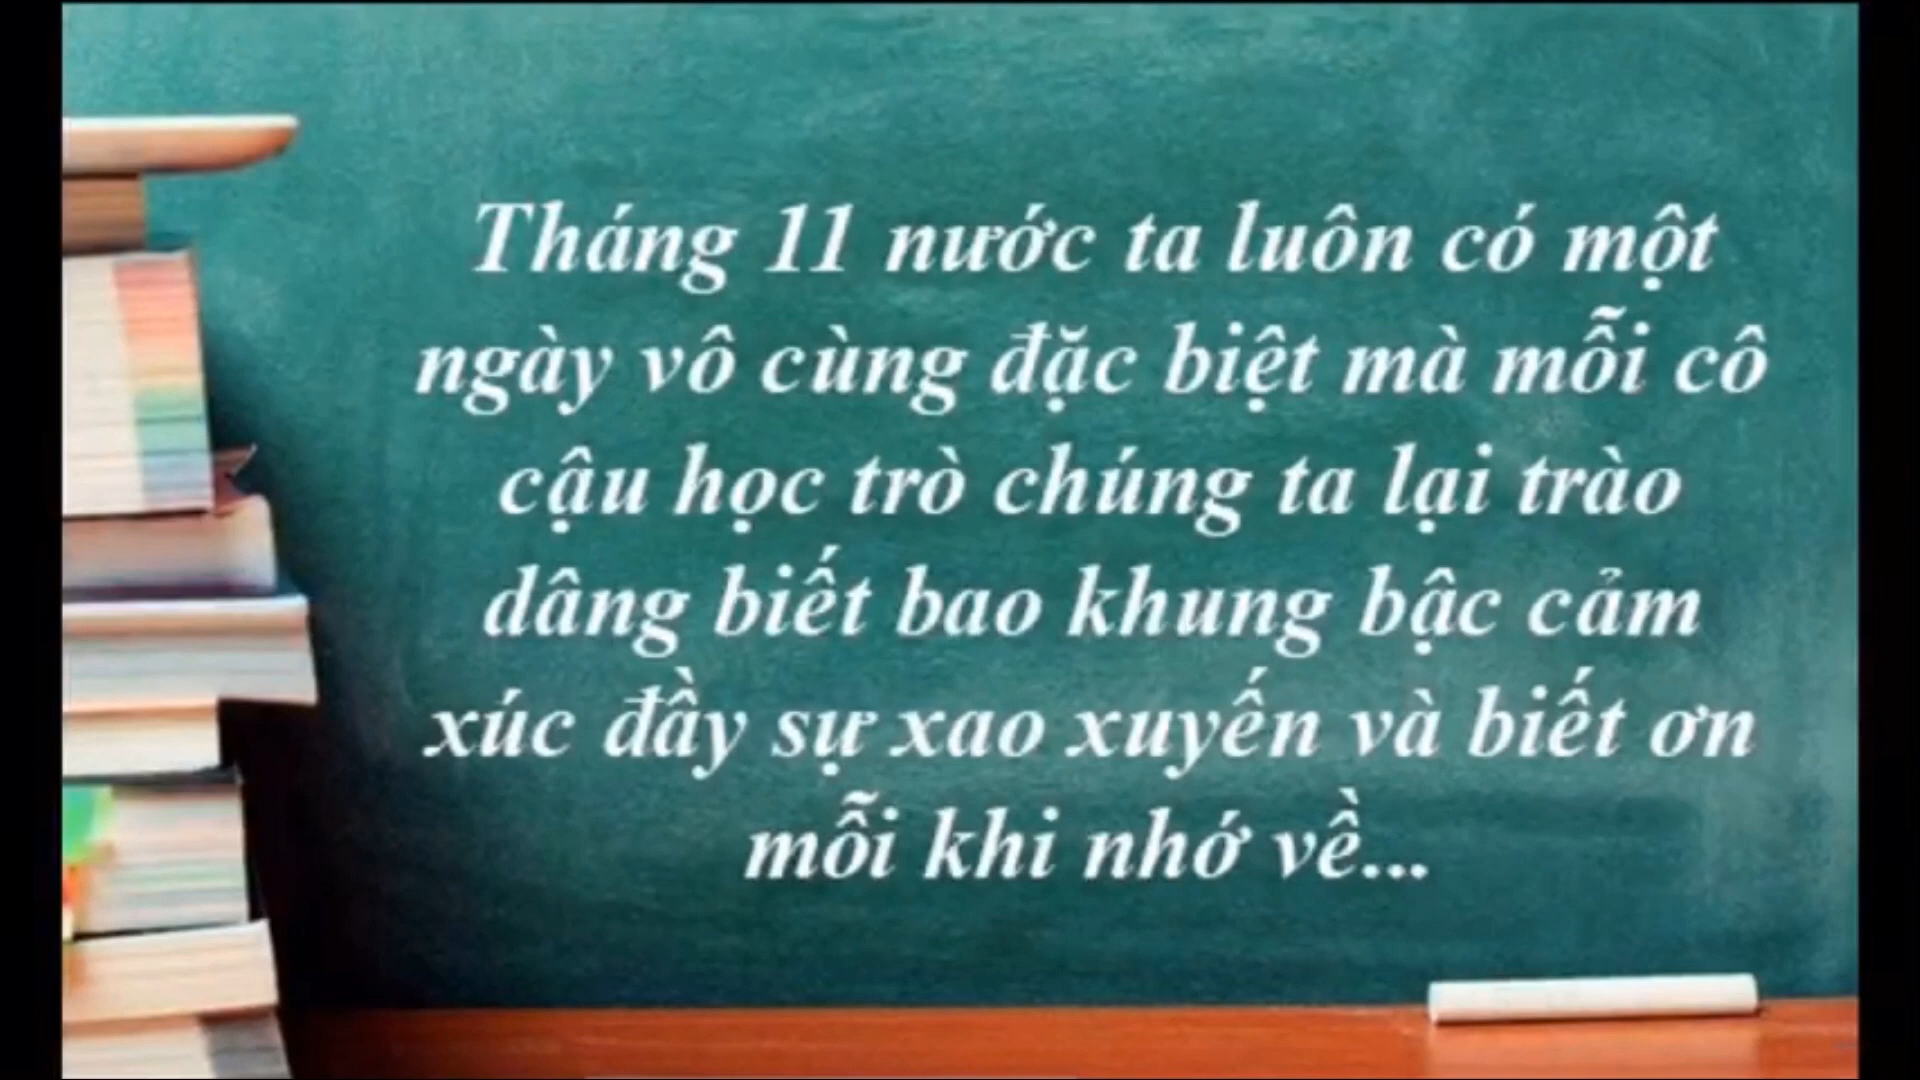 Tháng 11 nước ta luôn có một
ngày vô cùng đặc biệt mà mỗi cô
cậu học trò chúng ta lại trào
dâng biết bao khung bậc cảm
xúc đầy sự xao xuyến và biết ơn
mỗi khi nhớ về...